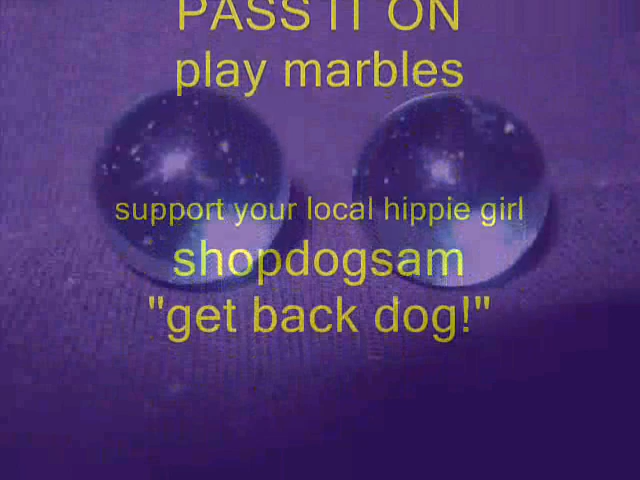 PASS IT ON
play marbles
support your local hippie girl
shopdogsam
"get back dog!"